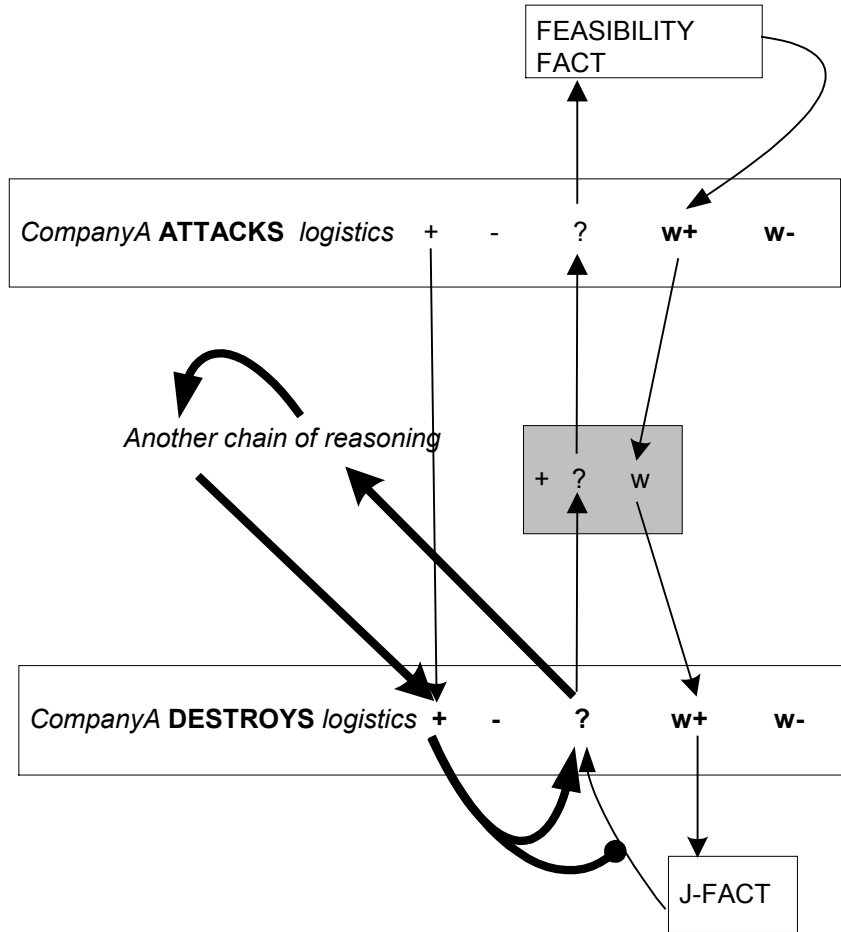 FEASIBILITY
FACT
CompanyA ATTACKS logistics + - ? w+ w-
Another chain of reasoning
+ ? w
CompanyA DESTROYS logistics + - ? w+ w-
J-FACT